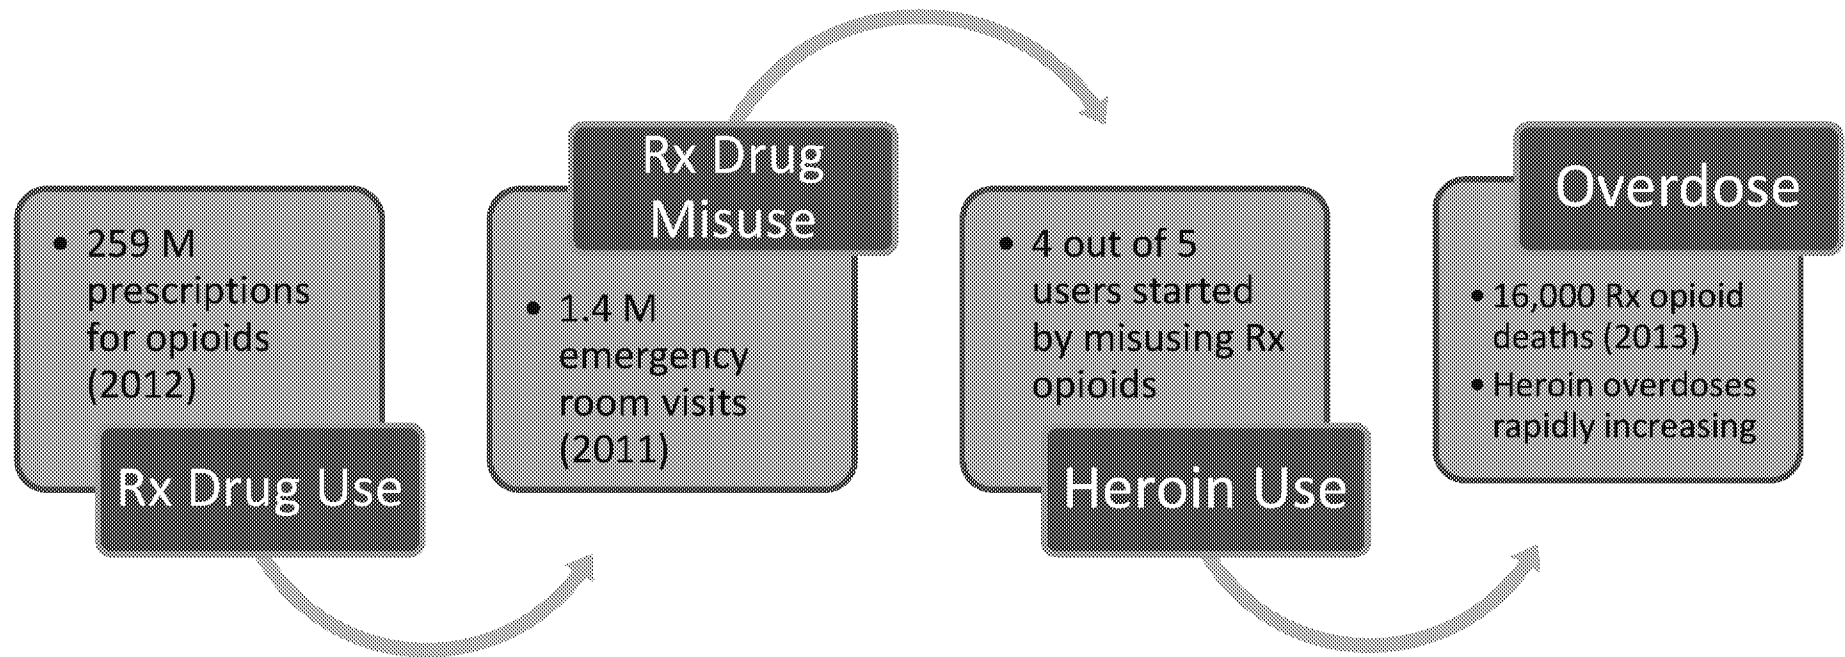 • 259 M
prescriptions
for opioids
(2012)
Rx Drug Use
Rx Drug
Misuse
• 1.4 M
emergency
room visits
(2011)
• 4 out of 5
users started
by misusing Rx
opioids
Heroin Use
Overdose
• 16,000 Rx opioid
deaths (2013)
• Heroin overdoses
rapidly increasing